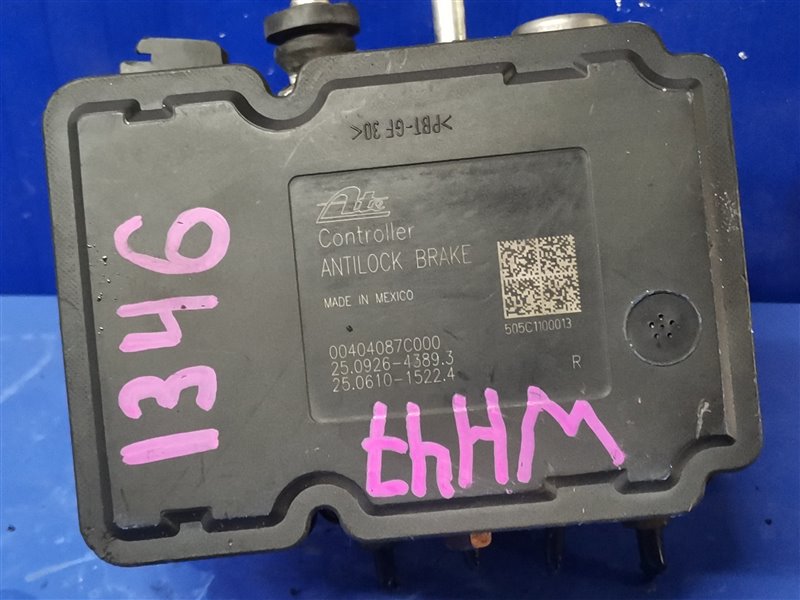 >PBT-GF30<
Ate
Controller
ANTILOCK BRAKE
MADE IN MEXICO
505C1100013
00404087C000
25.0926-4389.3
25.0610-1522.4
R
1346
WH47